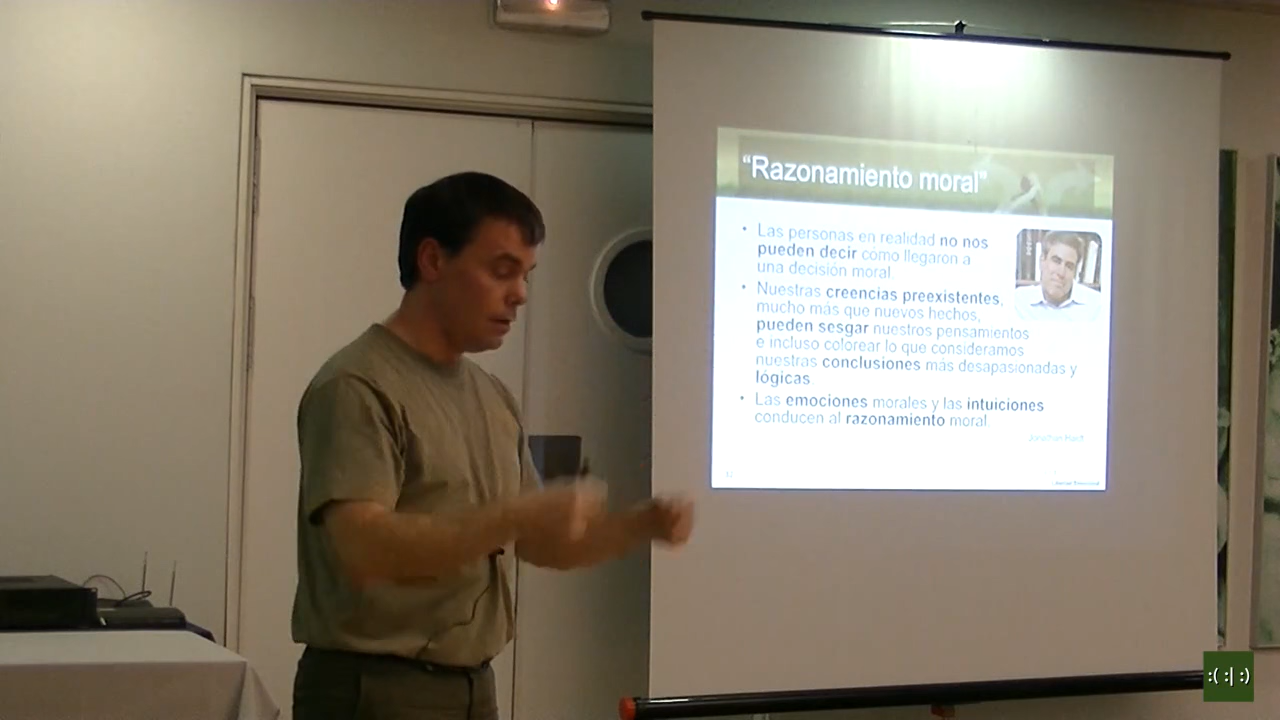 “Razonamiento moral”
• Las personas en realidad no nos
pueden decir cómo llegaron a
una decisión moral.
• Nuestras creencias preexistentes,
mucho más que nuevos hechos,
pueden sesgar nuestros pensamientos
e incluso colorear lo que consideramos
nuestras conclusiones más desapasionadas y
lógicas
• Las emociones morales y las intuiciones
conducen al razonamiento moral.
Jonathan Haidt
:( :| :)